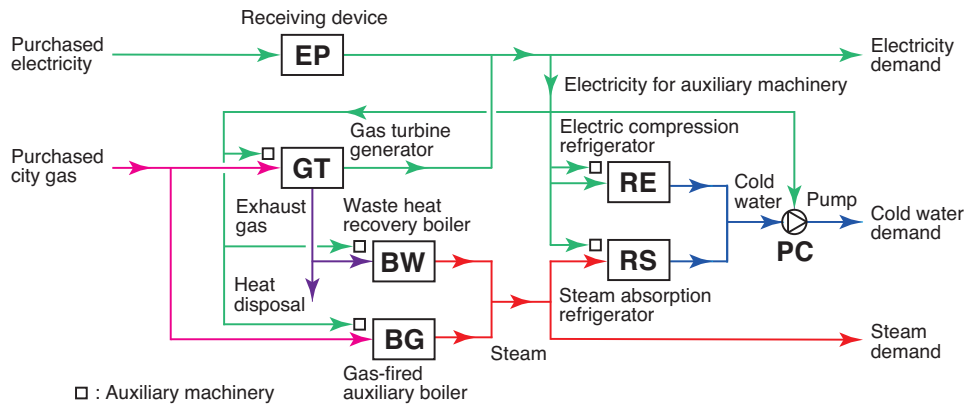 Receiving device
Purchased
electricity
EP
Electricity
demand
Electricity for auxiliary machinery
Gas turbine
generator
Electric compression
refrigerator
Purchased
city gas
GT
RE
Cold
water
Pump
Cold water
demand
PC
Exhaust
gas
Waste heat
recovery boiler
BW
RS
Heat
disposal
Steam absorption
refrigerator
BG
Steam
Steam
demand
Gas-fired
auxiliary boiler
: Auxiliary machinery